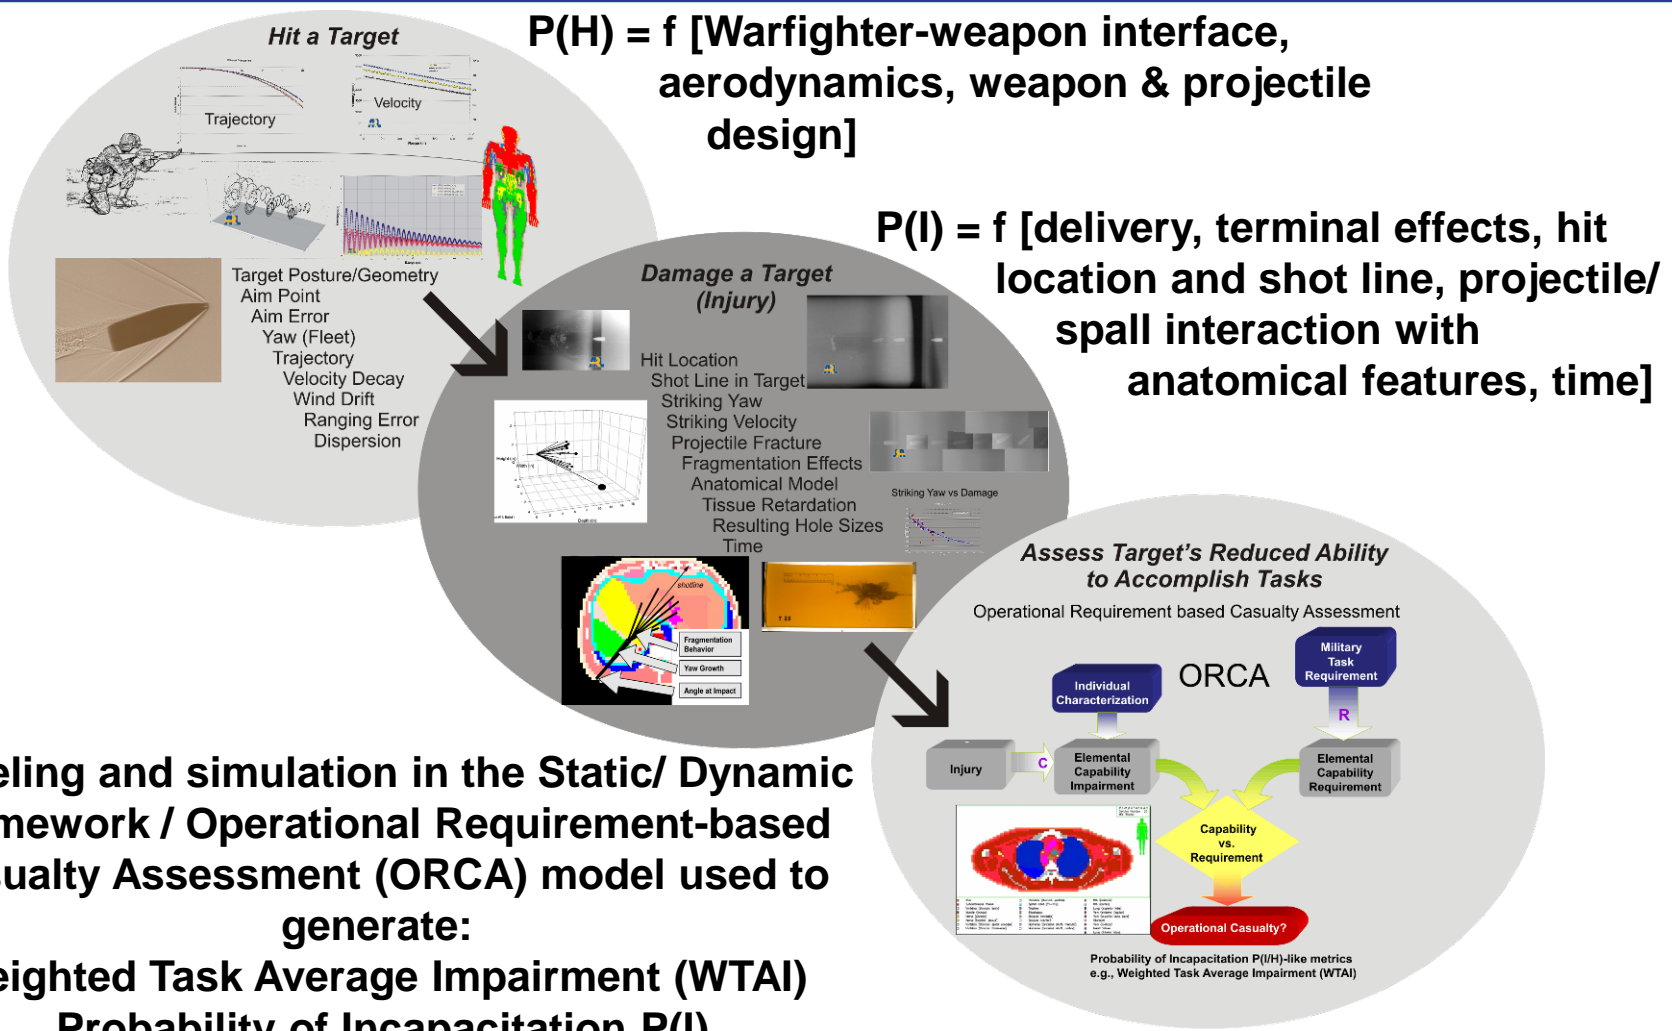 Hit a Target
Trajectory
Velocity
Target Posture/Geometry
Aim Point
Aim Error
Yaw (Fleet)
Trajectory
Velocity Decay
Wind Drift
Ranging Error
Dispersion
P(H) = f [Warfighter-weapon interface,
aerodynamics, weapon & projectile
design]
P(I) = f [delivery, terminal effects, hit
location and shot line, projectile/
spall interaction with
anatomical features, time]
Damage a Target
(Injury)
Hit Location
Shot Line in Target
Striking Yaw
Striking Velocity
Projectile Fracture
Fragmentation Effects
Anatomical Model
Tissue Retardation
Resulting Hole Sizes
Time
Striking Yaw vs Damage
shotline
Fragmentation
Behavior
Yaw Growth
Angle at Impact
Assess Target's Reduced Ability
to Accomplish Tasks
Operational Requirement based Casualty Assessment
ORCA
Military
Task
Requirement
Individual
Characterization
R
Injury
C
Elemental
Capability
Impairment
Elemental
Capability
Requirement
Capability
vs.
Requirement
Operational Casualty?
Probability of Incapacitation P(I/H)-like metrics
e.g., Weighted Task Average Impairment (WTAI)
eling and simulation in the Static/ Dynamic
mework / Operational Requirement-based
sualty Assessment (ORCA) model used to
generate:
eighted Task Average Impairment (WTAI)
Probability of Incapacitation P(I)